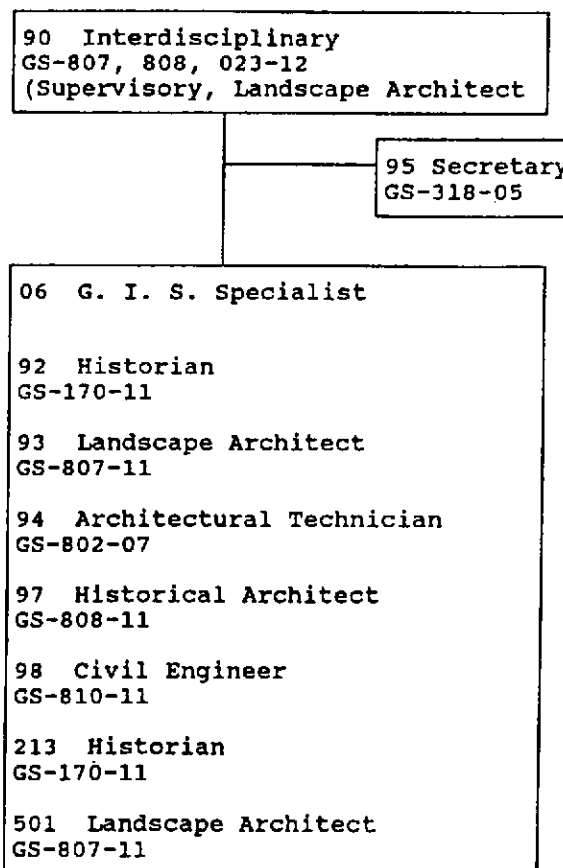 90 Interdisciplinary
GS-807, 808, 023-12
(Supervisory, Landscape Architect
95 Secretary
GS-318-05
06 G. I. S. Specialist
92 Historian
GS-170-11
93 Landscape Architect
GS-807-11
94 Architectural Technician
GS-802-07
97 Historical Architect
GS-808-11
98 Civil Engineer
GS-810-11
213 Historian
GS-170-11
501 Landscape Architect
GS-807-11